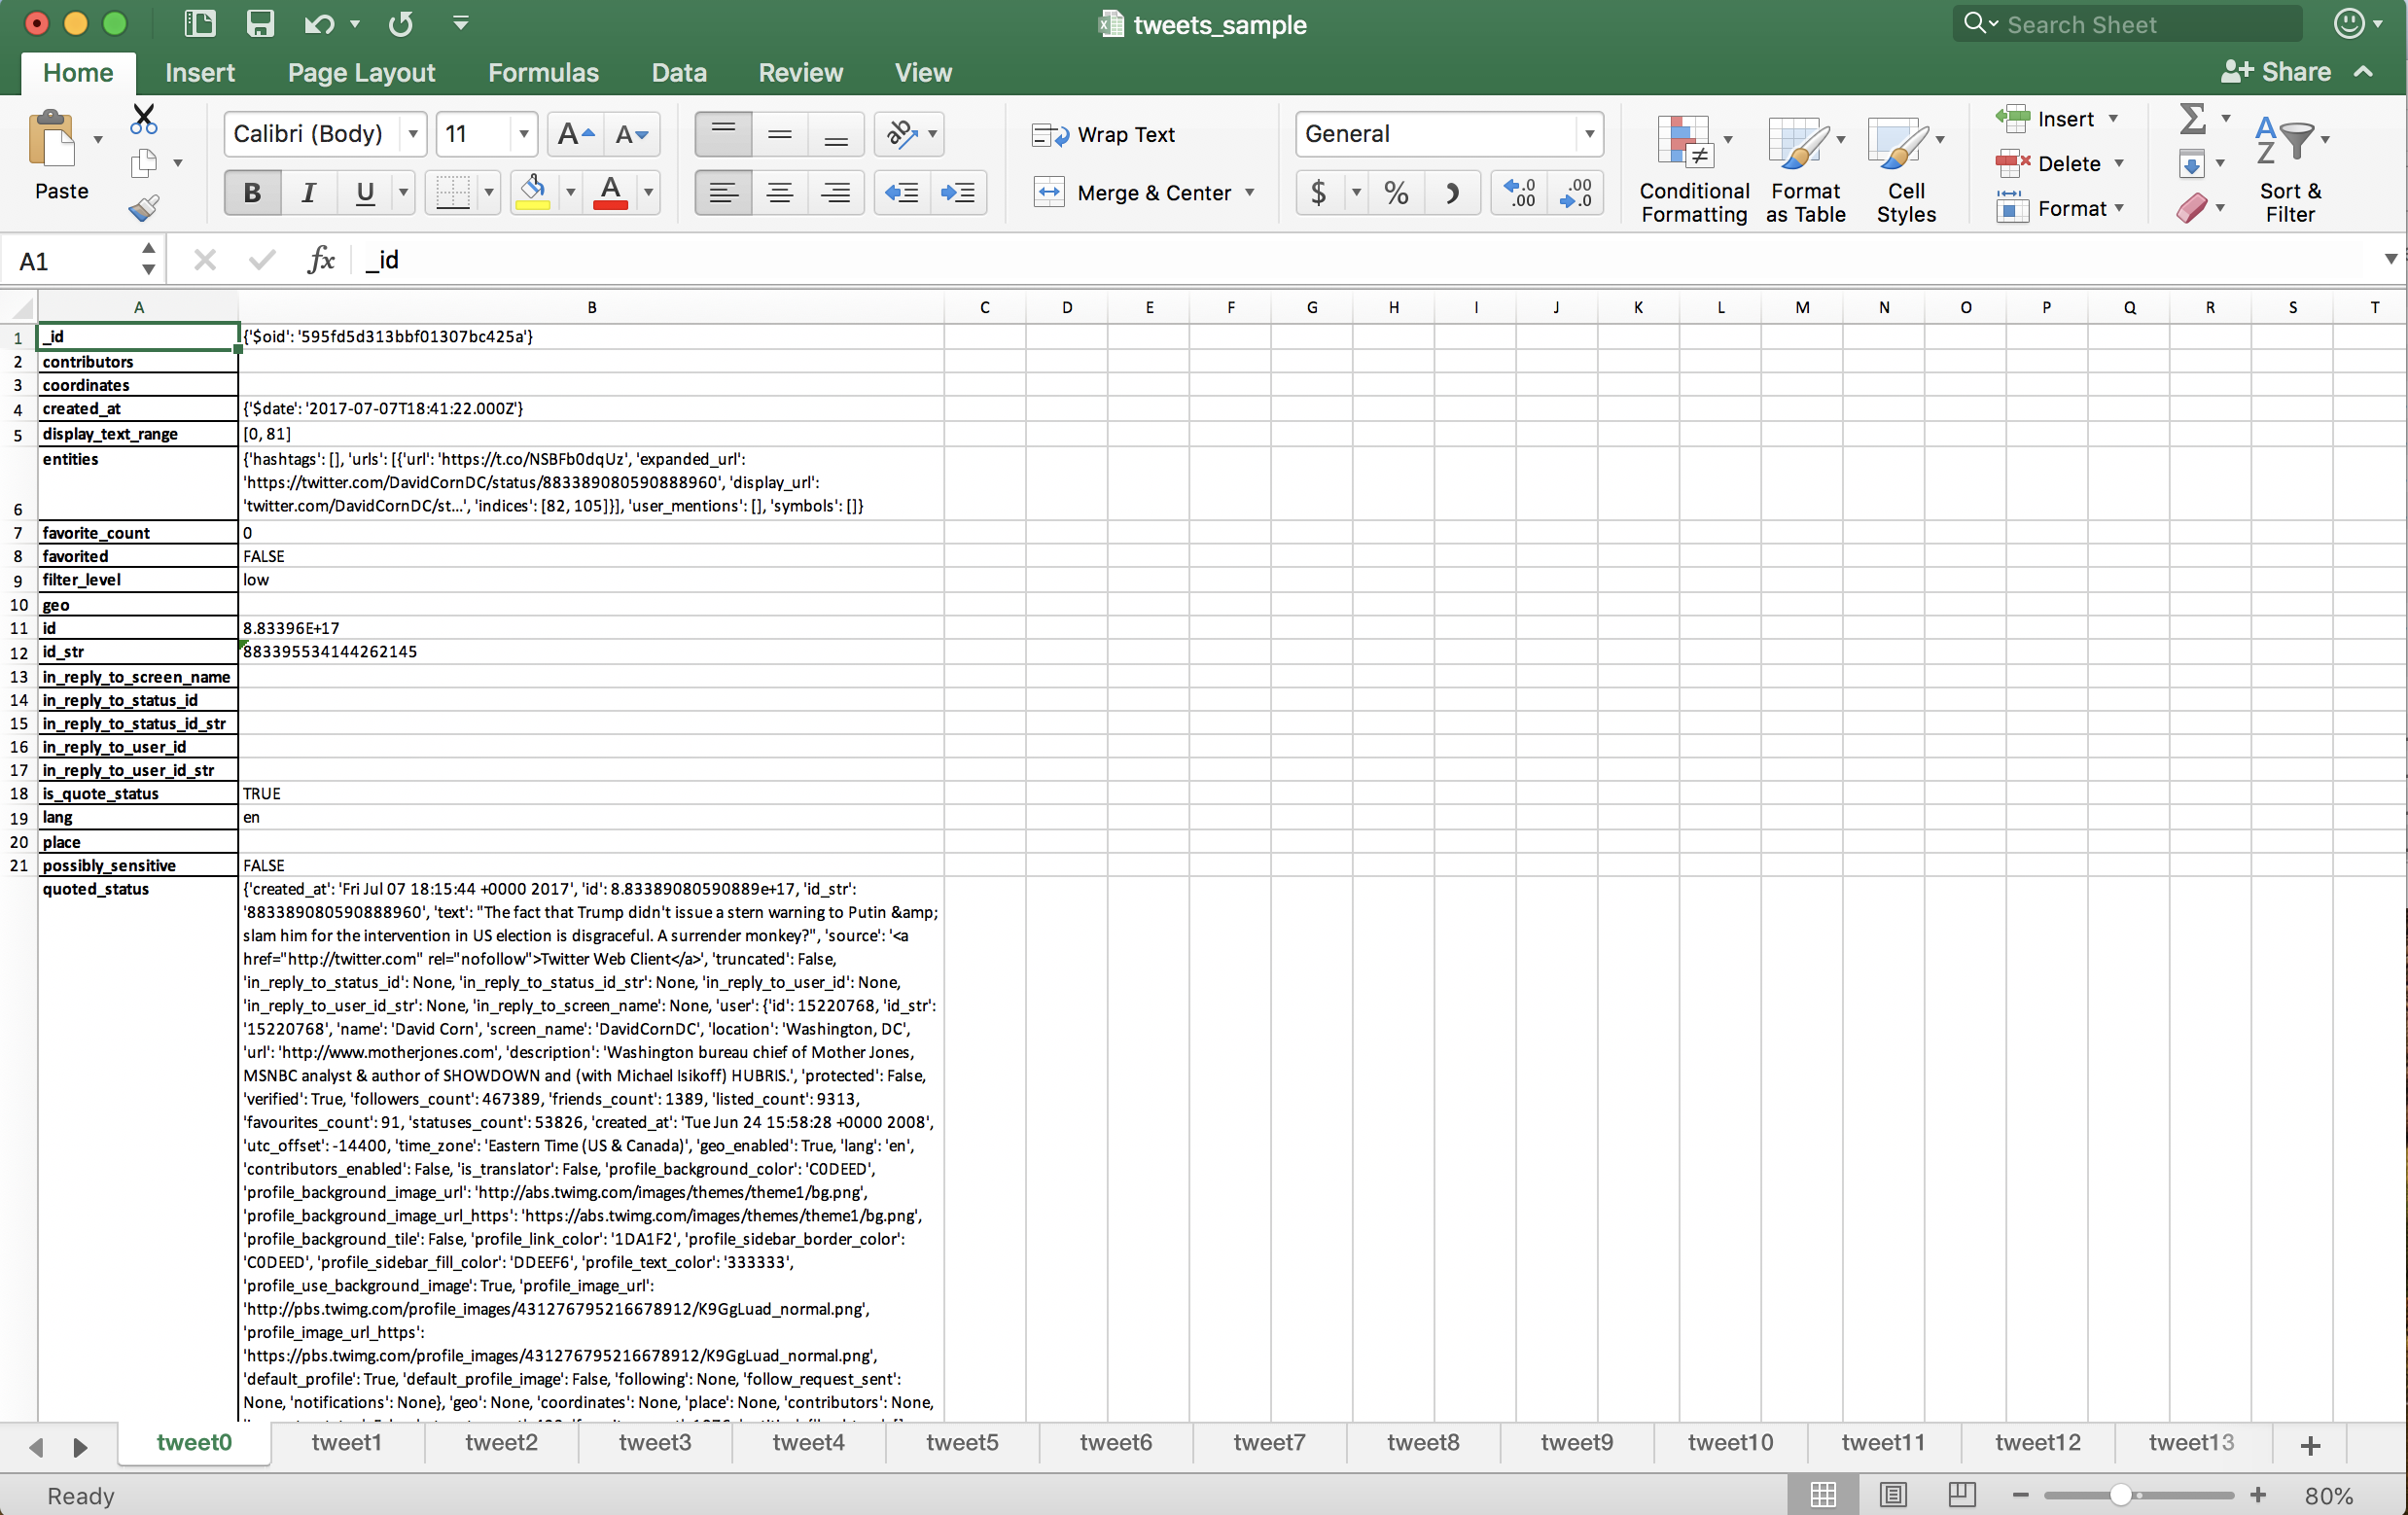 tweets_sample
Search Sheet
Home Insert Page Layout Formulas Data Review View
Share
Paste
Calibri (Body) 11
B I U
Wrap Text
Merge & Center
General
$ %
Conditional Formatting
Format as Table
Cell Styles
Insert
Delete
Format
Sort & Filter
A1 fx _id
A B C D E F G H I J K L M N O P Q R S T
1 _id {'$oid': '595fd5d313bbf01307bc425a'}
2 contributors
3 coordinates
4 created_at {'$date': '2017-07-07T18:41:22.000Z'}
5 display_text_range [0, 81]
6 entities {'hashtags': [], 'urls': [{'url': 'https://t.co/NSBFb0dqUz', 'expanded_url':
'https://twitter.com/DavidCornDC/status/883389080590888960', 'display_url':
'twitter.com/DavidCornDC/st…', 'indices': [82, 105]}], 'user_mentions': [], 'symbols': []}
7 favorite_count 0
8 favorited FALSE
9 filter_level low
10 geo
11 id 8.83396E+17
12 id_str 883395534144262145
13 in_reply_to_screen_name
14 in_reply_to_status_id
15 in_reply_to_status_id_str
16 in_reply_to_user_id
17 in_reply_to_user_id_str
18 is_quote_status TRUE
19 lang en
20 place
21 possibly_sensitive FALSE
quoted_status {'created_at': 'Fri Jul 07 18:15:44 +0000 2017', 'id': 8.83389080590889e+17, 'id_str':
'883389080590888960', 'text': "The fact that Trump didn't issue a stern warning to Putin &amp;
slam him for the intervention in US election is disgraceful. A surrender monkey?", 'source': '<a
href="http://twitter.com" rel="nofollow">Twitter Web Client</a>', 'truncated': False,
'in_reply_to_status_id': None, 'in_reply_to_status_id_str': None, 'in_reply_to_user_id': None,
'in_reply_to_user_id_str': None, 'in_reply_to_screen_name': None, 'user': {'id': 15220768, 'id_str':
'15220768', 'name': 'David Corn', 'screen_name': 'DavidCornDC', 'location': 'Washington, DC',
'url': 'http://www.motherjones.com', 'description': 'Washington bureau chief of Mother Jones,
MSNBC analyst & author of SHOWDOWN and (with Michael Isikoff) HUBRIS.', 'protected': False,
'verified': True, 'followers_count': 467389, 'friends_count': 1389, 'listed_count': 9313,
'favourites_count': 91, 'statuses_count': 53826, 'created_at': 'Tue Jun 24 15:58:28 +0000 2008',
'utc_offset': -14400, 'time_zone': 'Eastern Time (US & Canada)', 'geo_enabled': True, 'lang': 'en',
'contributors_enabled': False, 'is_translator': False, 'profile_background_color': 'C0DEED',
'profile_background_image_url': 'http://abs.twimg.com/images/themes/theme1/bg.png',
'profile_background_image_url_https': 'https://abs.twimg.com/images/themes/theme1/bg.png',
'profile_background_tile': False, 'profile_link_color': '1DA1F2', 'profile_sidebar_border_color':
'C0DEED', 'profile_sidebar_fill_color': 'DDEEF6', 'profile_text_color': '333333',
'profile_use_background_image': True, 'profile_image_url':
'http://pbs.twimg.com/profile_images/431276795216678912/K9GgLuad_normal.png',
'profile_image_url_https':
'https://pbs.twimg.com/profile_images/431276795216678912/K9GgLuad_normal.png',
'default_profile': True, 'default_profile_image': False, 'following': None, 'follow_request_sent':
None, 'notifications': None}, 'geo': None, 'coordinates': None, 'place': None, 'contributors': None,
tweet0 tweet1 tweet2 tweet3 tweet4 tweet5 tweet6 tweet7 tweet8 tweet9 tweet10 tweet11 tweet12 tweet13 +
Ready
80%